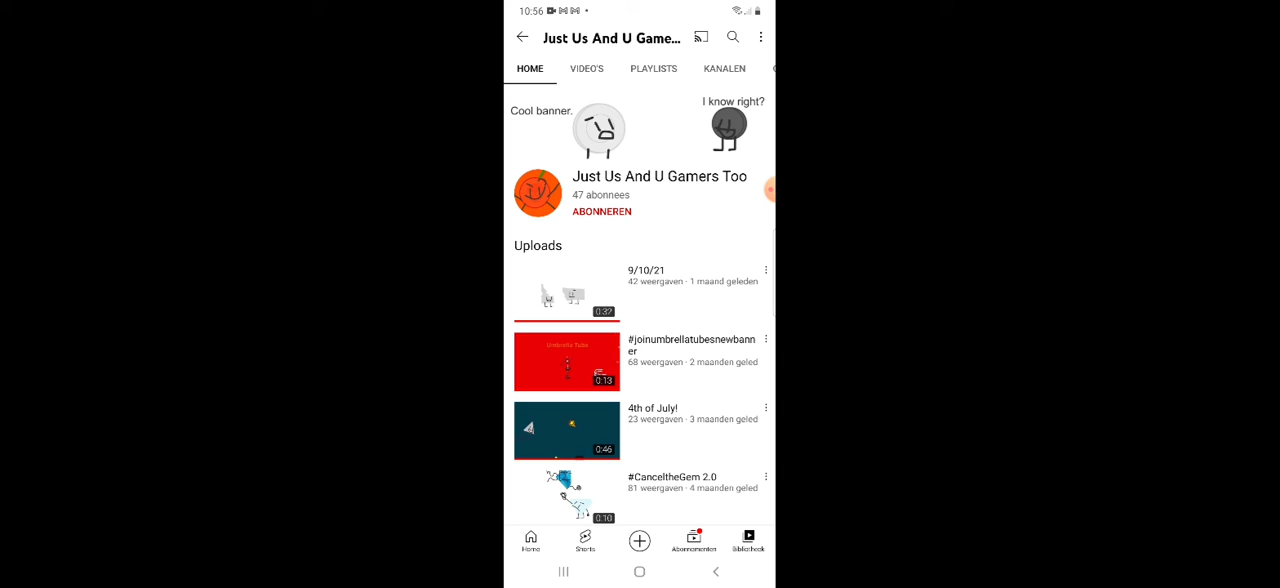 10:56
Just Us And U Game...
HOME VIDEO'S PLAYLISTS KANALEN
Cool banner.
I know right?
Just Us And U Gamers Too
47 abonnees
ABONNEREN
Uploads
9/10/21
42 weergaven · 1 maand geleden
0:32
#joinumbrellatubesnewbann
er
68 weergaven · 2 maanden geled
Umbrella Tube
0:13
4th of July!
23 weergaven · 3 maanden geled
0:46
#CanceltheGem 2.0
81 weergaven · 4 maanden geled
0:10
Home Shorts Abonnementen Bibliotheek